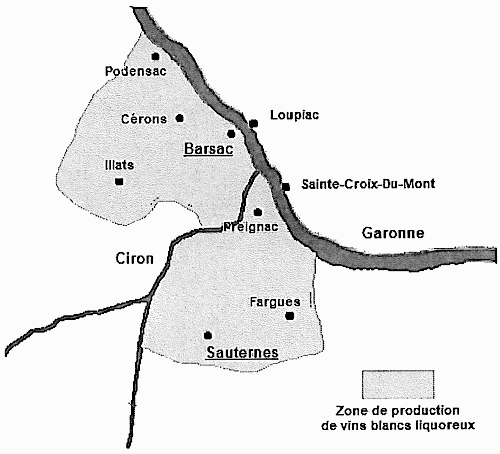 Podensac
Cérons
Loupiac
Barsac
Illats
Sainte-Croix-Du-Mont
Preignac
Garonne
Ciron
Fargues
Sauternes
Zone de production
de vins blancs liquoreux